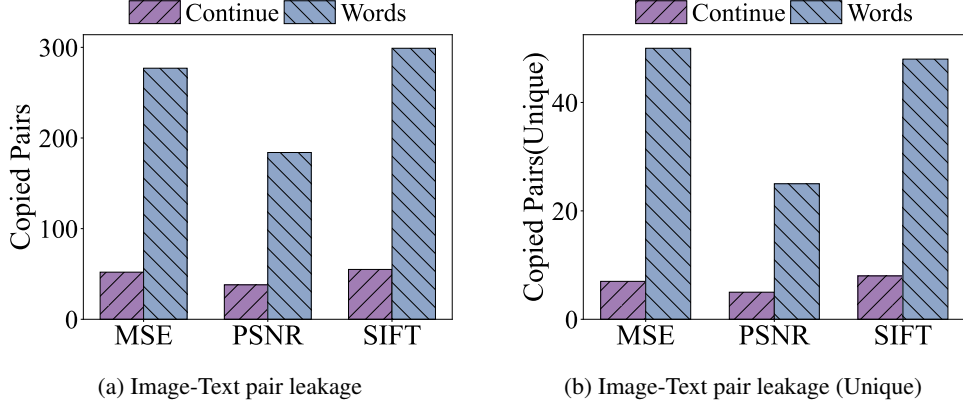 Continue Words
Copied Pairs
300
200
100
0
MSE PSNR SIFT
(a) Image-Text pair leakage
Continue Words
Copied Pairs(Unique)
40
20
0
MSE PSNR SIFT
(b) Image-Text pair leakage (Unique)